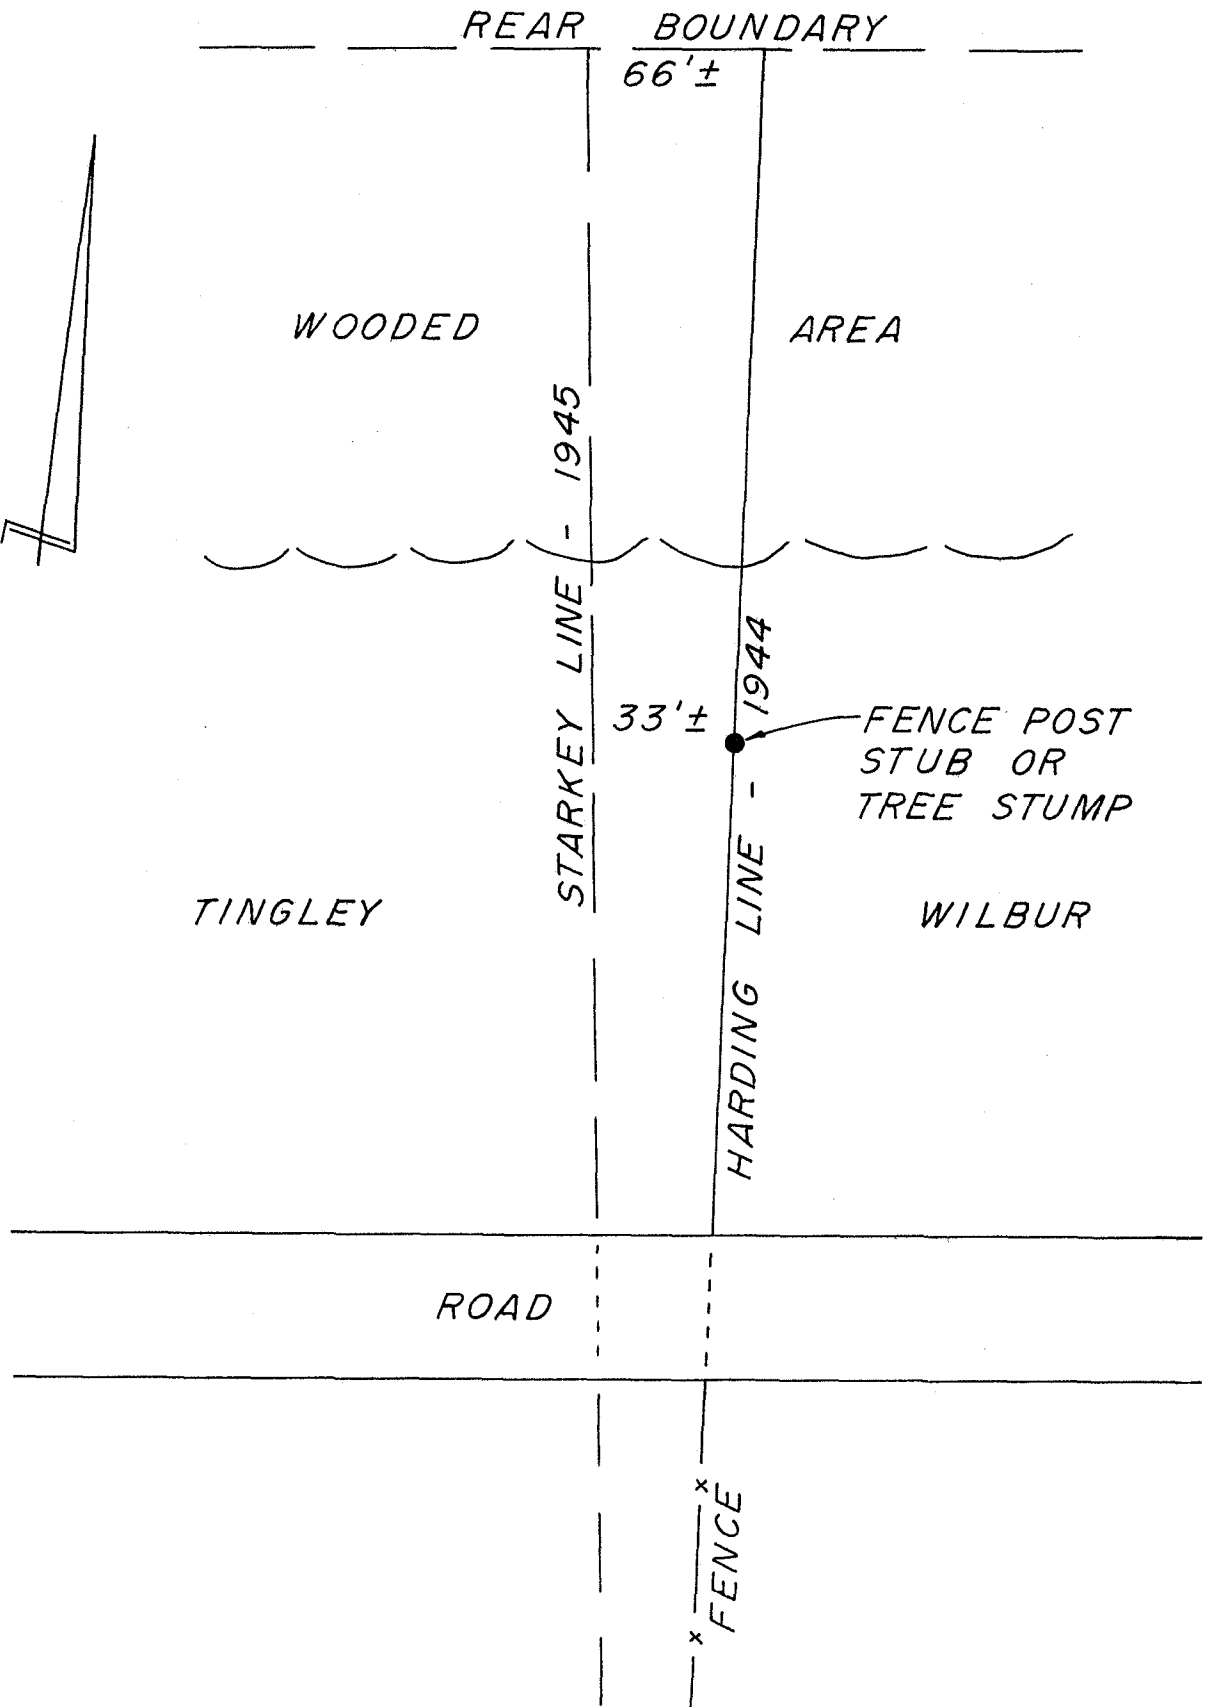 REAR BOUNDARY
66'±
WOODED AREA
STARKEY LINE - 1945
33'±
HARDING LINE - 1944
FENCE POST
STUB OR
TREE STUMP
TINGLEY
WILBUR
ROAD
FENCE